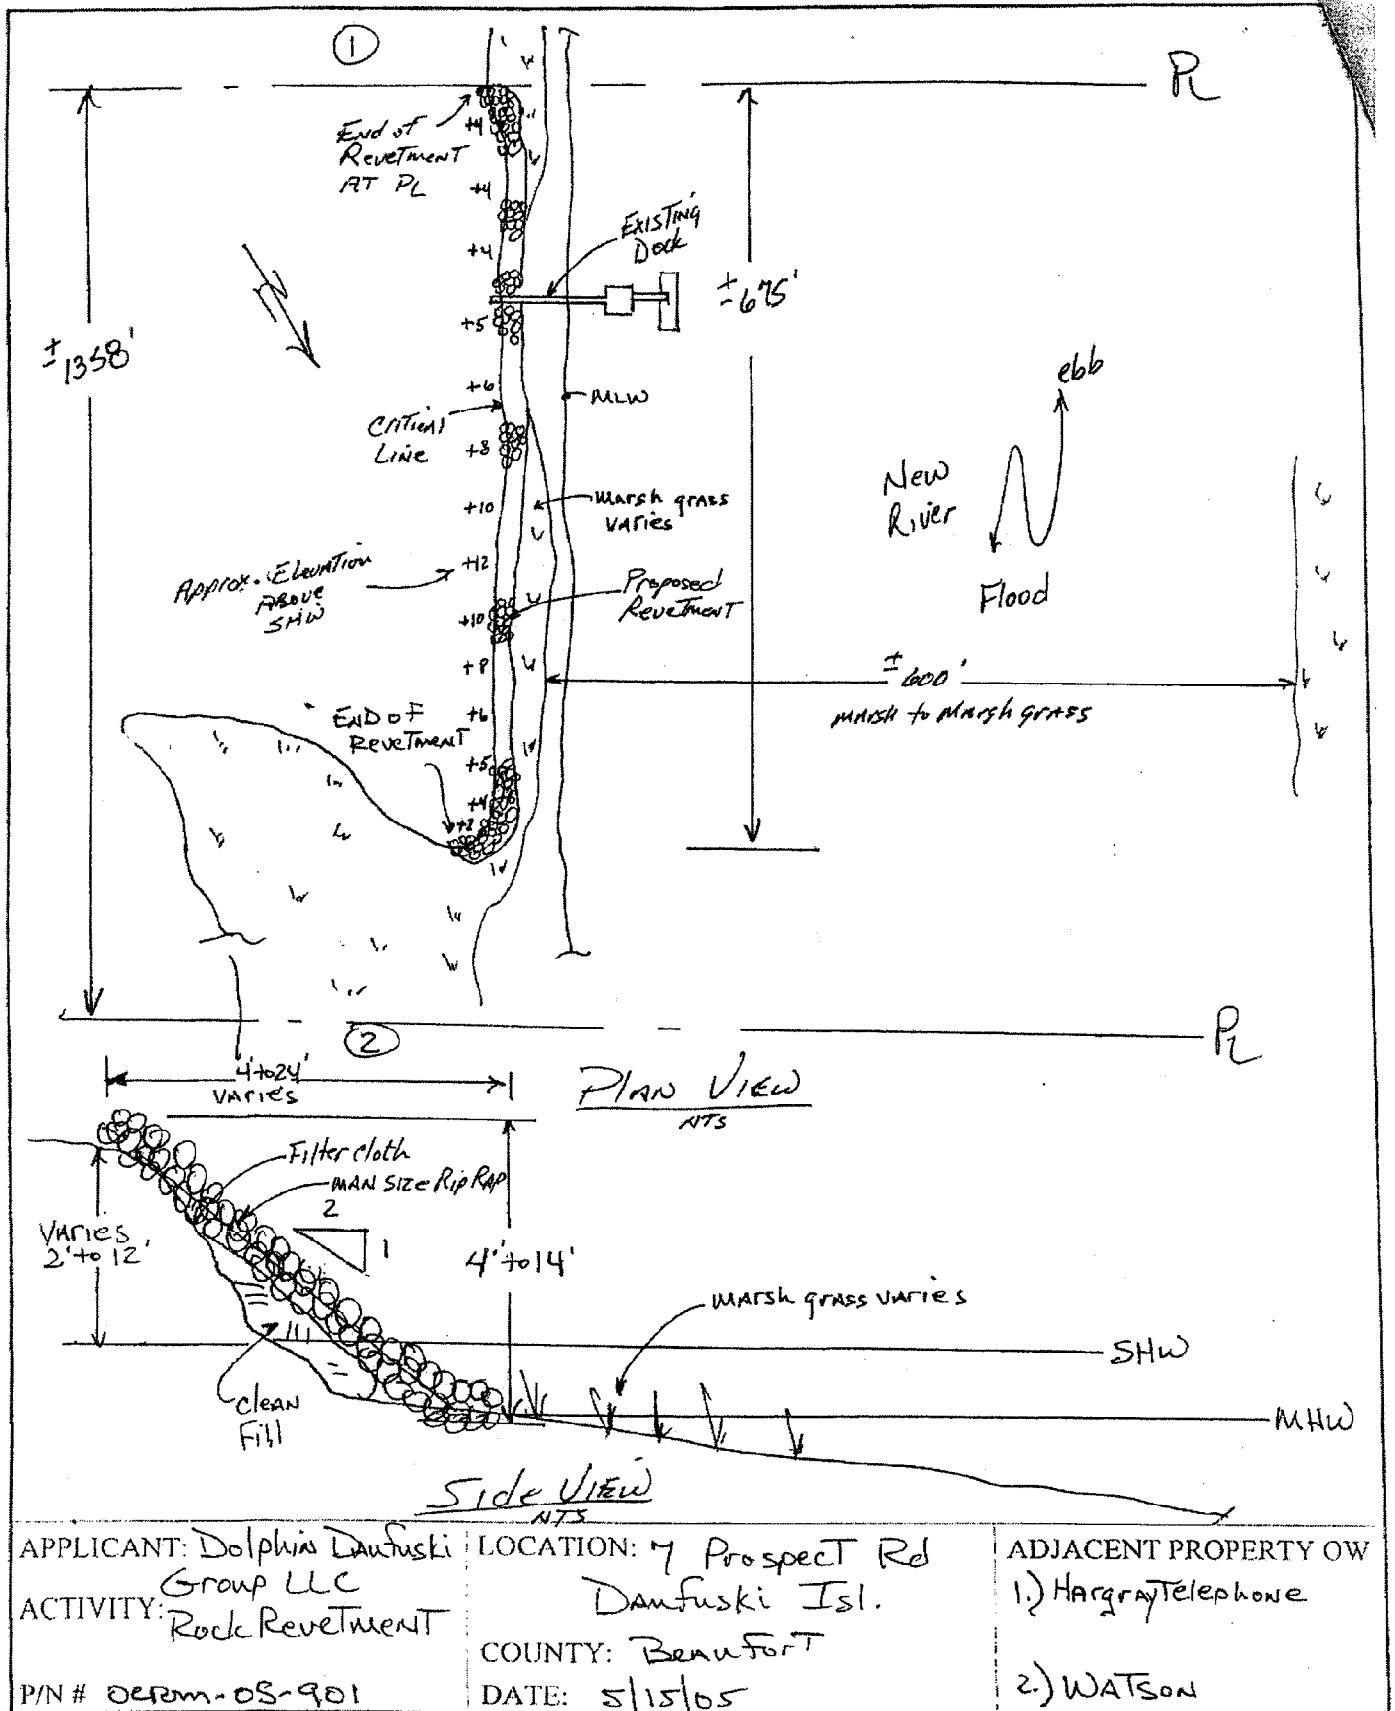 1
PL
End of
Revetment
AT PL
+4
+4
+4
Existing
Dock
± 675'
± 1358'
+5
+6
MLW
Critical
Line
+8
ebb
New
River
Flood
+10
Marsh grass
varies
+12
Approx. Elevation
Above
SHW
Proposed
Revetment
+10
+8
± 600'
Marsh to Marsh grass
END OF
Revetment
+6
+5
+4
+2
2
PL
4' to 24'
VAries
Plan View
NTS
Filter cloth
MAN Size Rip Rap
2
1
VAries
2' to 12'
4' to 14'
Marsh grass varies
SHW
clean
Fill
MHW
Side View
NTS
APPLICANT: Dolphin Daufuski
Group LLC
ACTIVITY: Rock Revetment
P/N # OCRM-05-901
LOCATION: 7 Prospect Rd
Daufuski Isl.
COUNTY: Beaufort
DATE: 5/15/05
ADJACENT PROPERTY OW
1.) Hargray Telephone
2.) WATSON